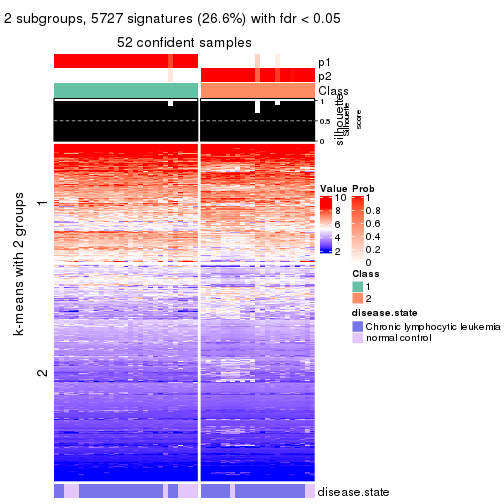 2 subgroups, 5727 signatures (26.6%) with fdr < 0.05
52 confident samples
p1
p2
Class
1
0.5
0
silhouette
Silhouette
score
k-means with 2 groups
1
2
Value
10
8
6
4
2
Prob
1
0.8
0.6
0.4
0.2
0
Class
1
2
disease.state
Chronic lymphocytic leukemia
normal control
disease.state